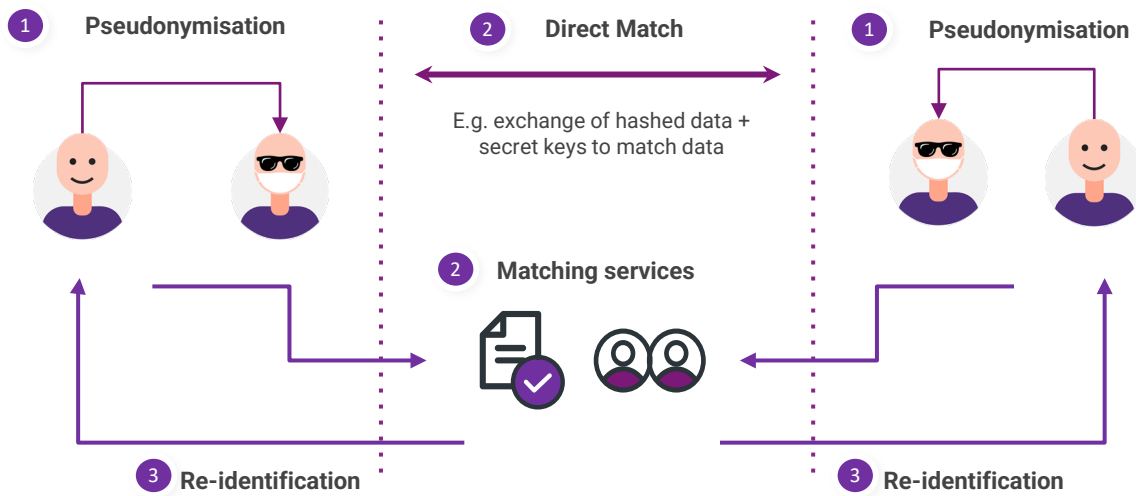 1 Pseudonymisation
2 Direct Match
1 Pseudonymisation
E.g. exchange of hashed data +
secret keys to match data
2 Matching services
3 Re-identification
3 Re-identification